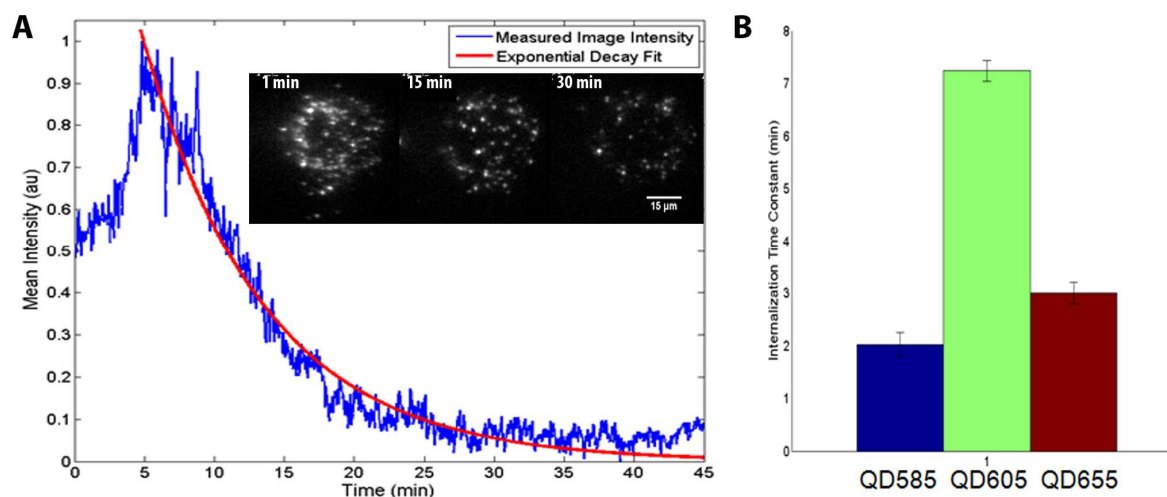 A
Measured Image Intensity
Exponential Decay Fit
1 min
15 min
30 min
15 µm
1
0.9
0.8
0.7
0.6
0.5
0.4
0.3
0.2
0.1
0
Mean Intensity (au)
0 5 10 15 20 25 30 35 40 45
Time (min)
B
8
7
6
5
4
3
2
1
0
Internalization Time Constant (min)
1
QD585 QD605 QD655